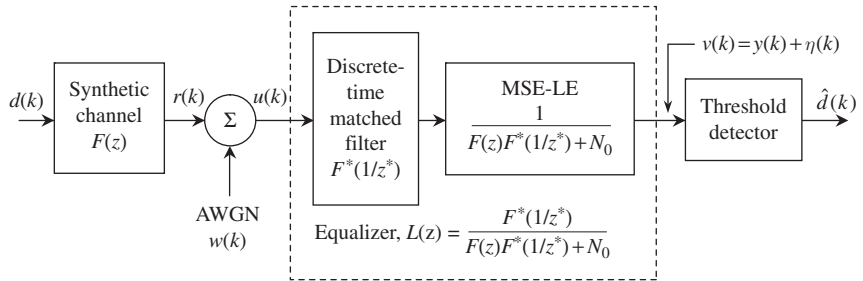 d(k)
Synthetic
channel
F(z)
r(k)
Σ
u(k)
AWGN
w(k)
Discrete-
time
matched
filter
F*(1/z*)
MSE-LE
1
F(z)F*(1/z*)+N₀
Equalizer, L(z) = F*(1/z*)
F(z)F*(1/z*)+N₀
v(k)=y(k)+η(k)
Threshold
detector
d̂(k)